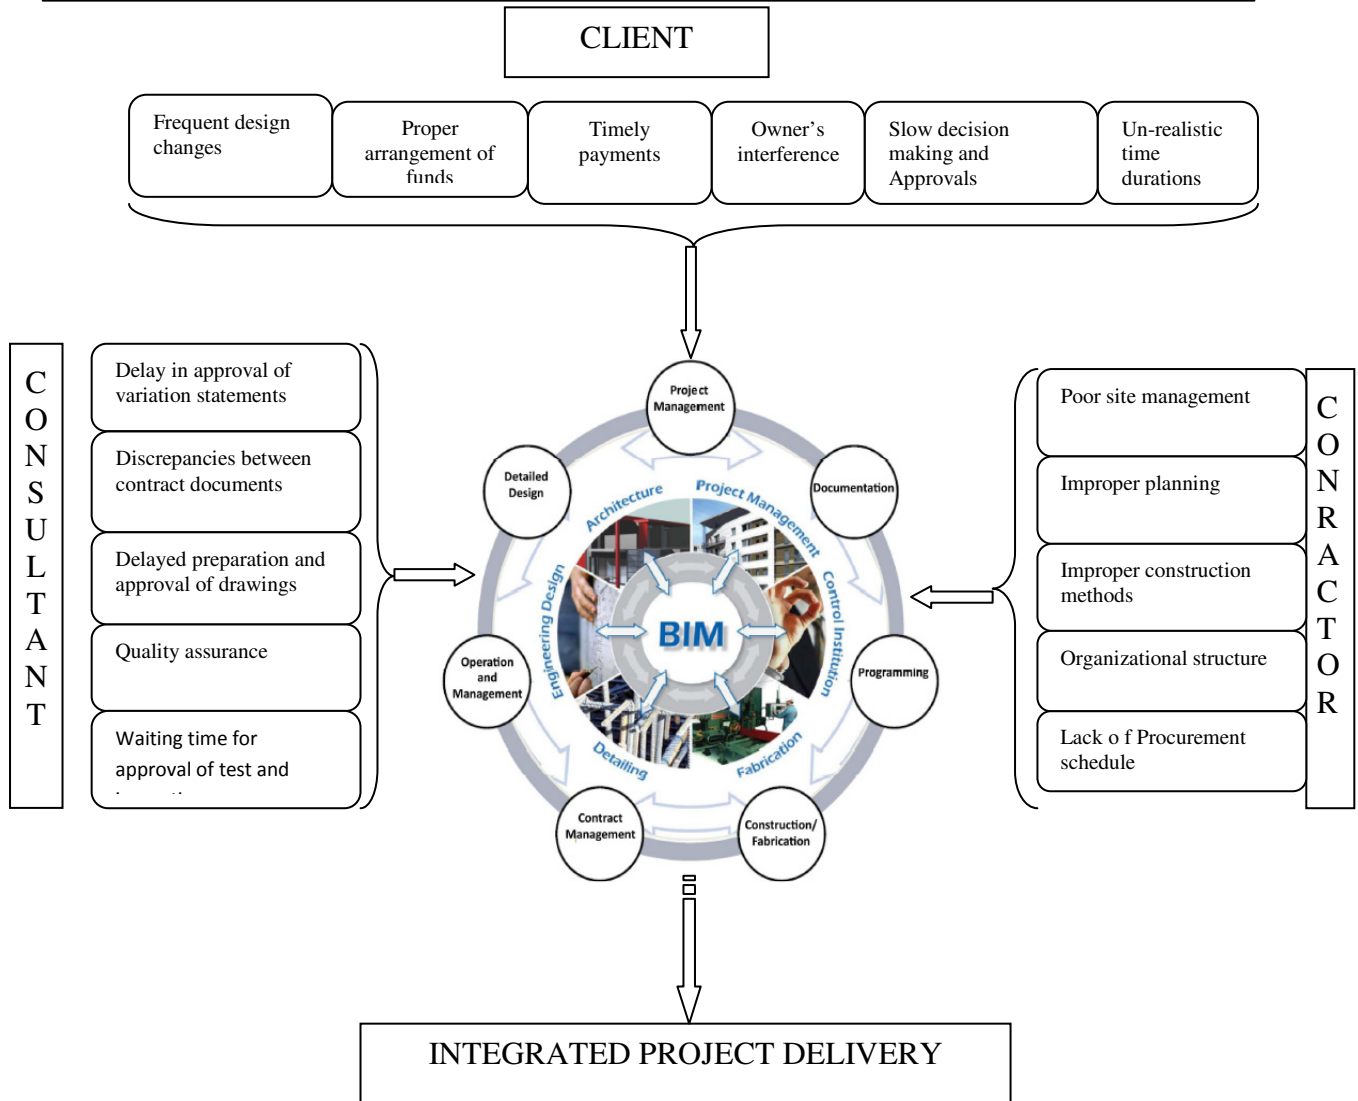 CLIENT
Frequent design
changes
Proper
arrangement of
funds
Timely
payments
Owner's
interference
Slow decision
making and
Approvals
Un-realistic
time
durations
CONSULTANT
Delay in approval of
variation statements
Discrepancies between
contract documents
Delayed preparation and
approval of drawings
Quality assurance
Waiting time for
approval of test and
Project
Management
Detailed
Design
Documentation
Operation
and
Management
Programming
Contract
Management
Construction/
Fabrication
Architecture
Project Management
Engineering Design
Control Institution
Detailing
Fabrication
BIM
Poor site management
Improper planning
Improper construction
methods
Organizational structure
Lack o f Procurement
schedule
CONRACTOR
INTEGRATED PROJECT DELIVERY